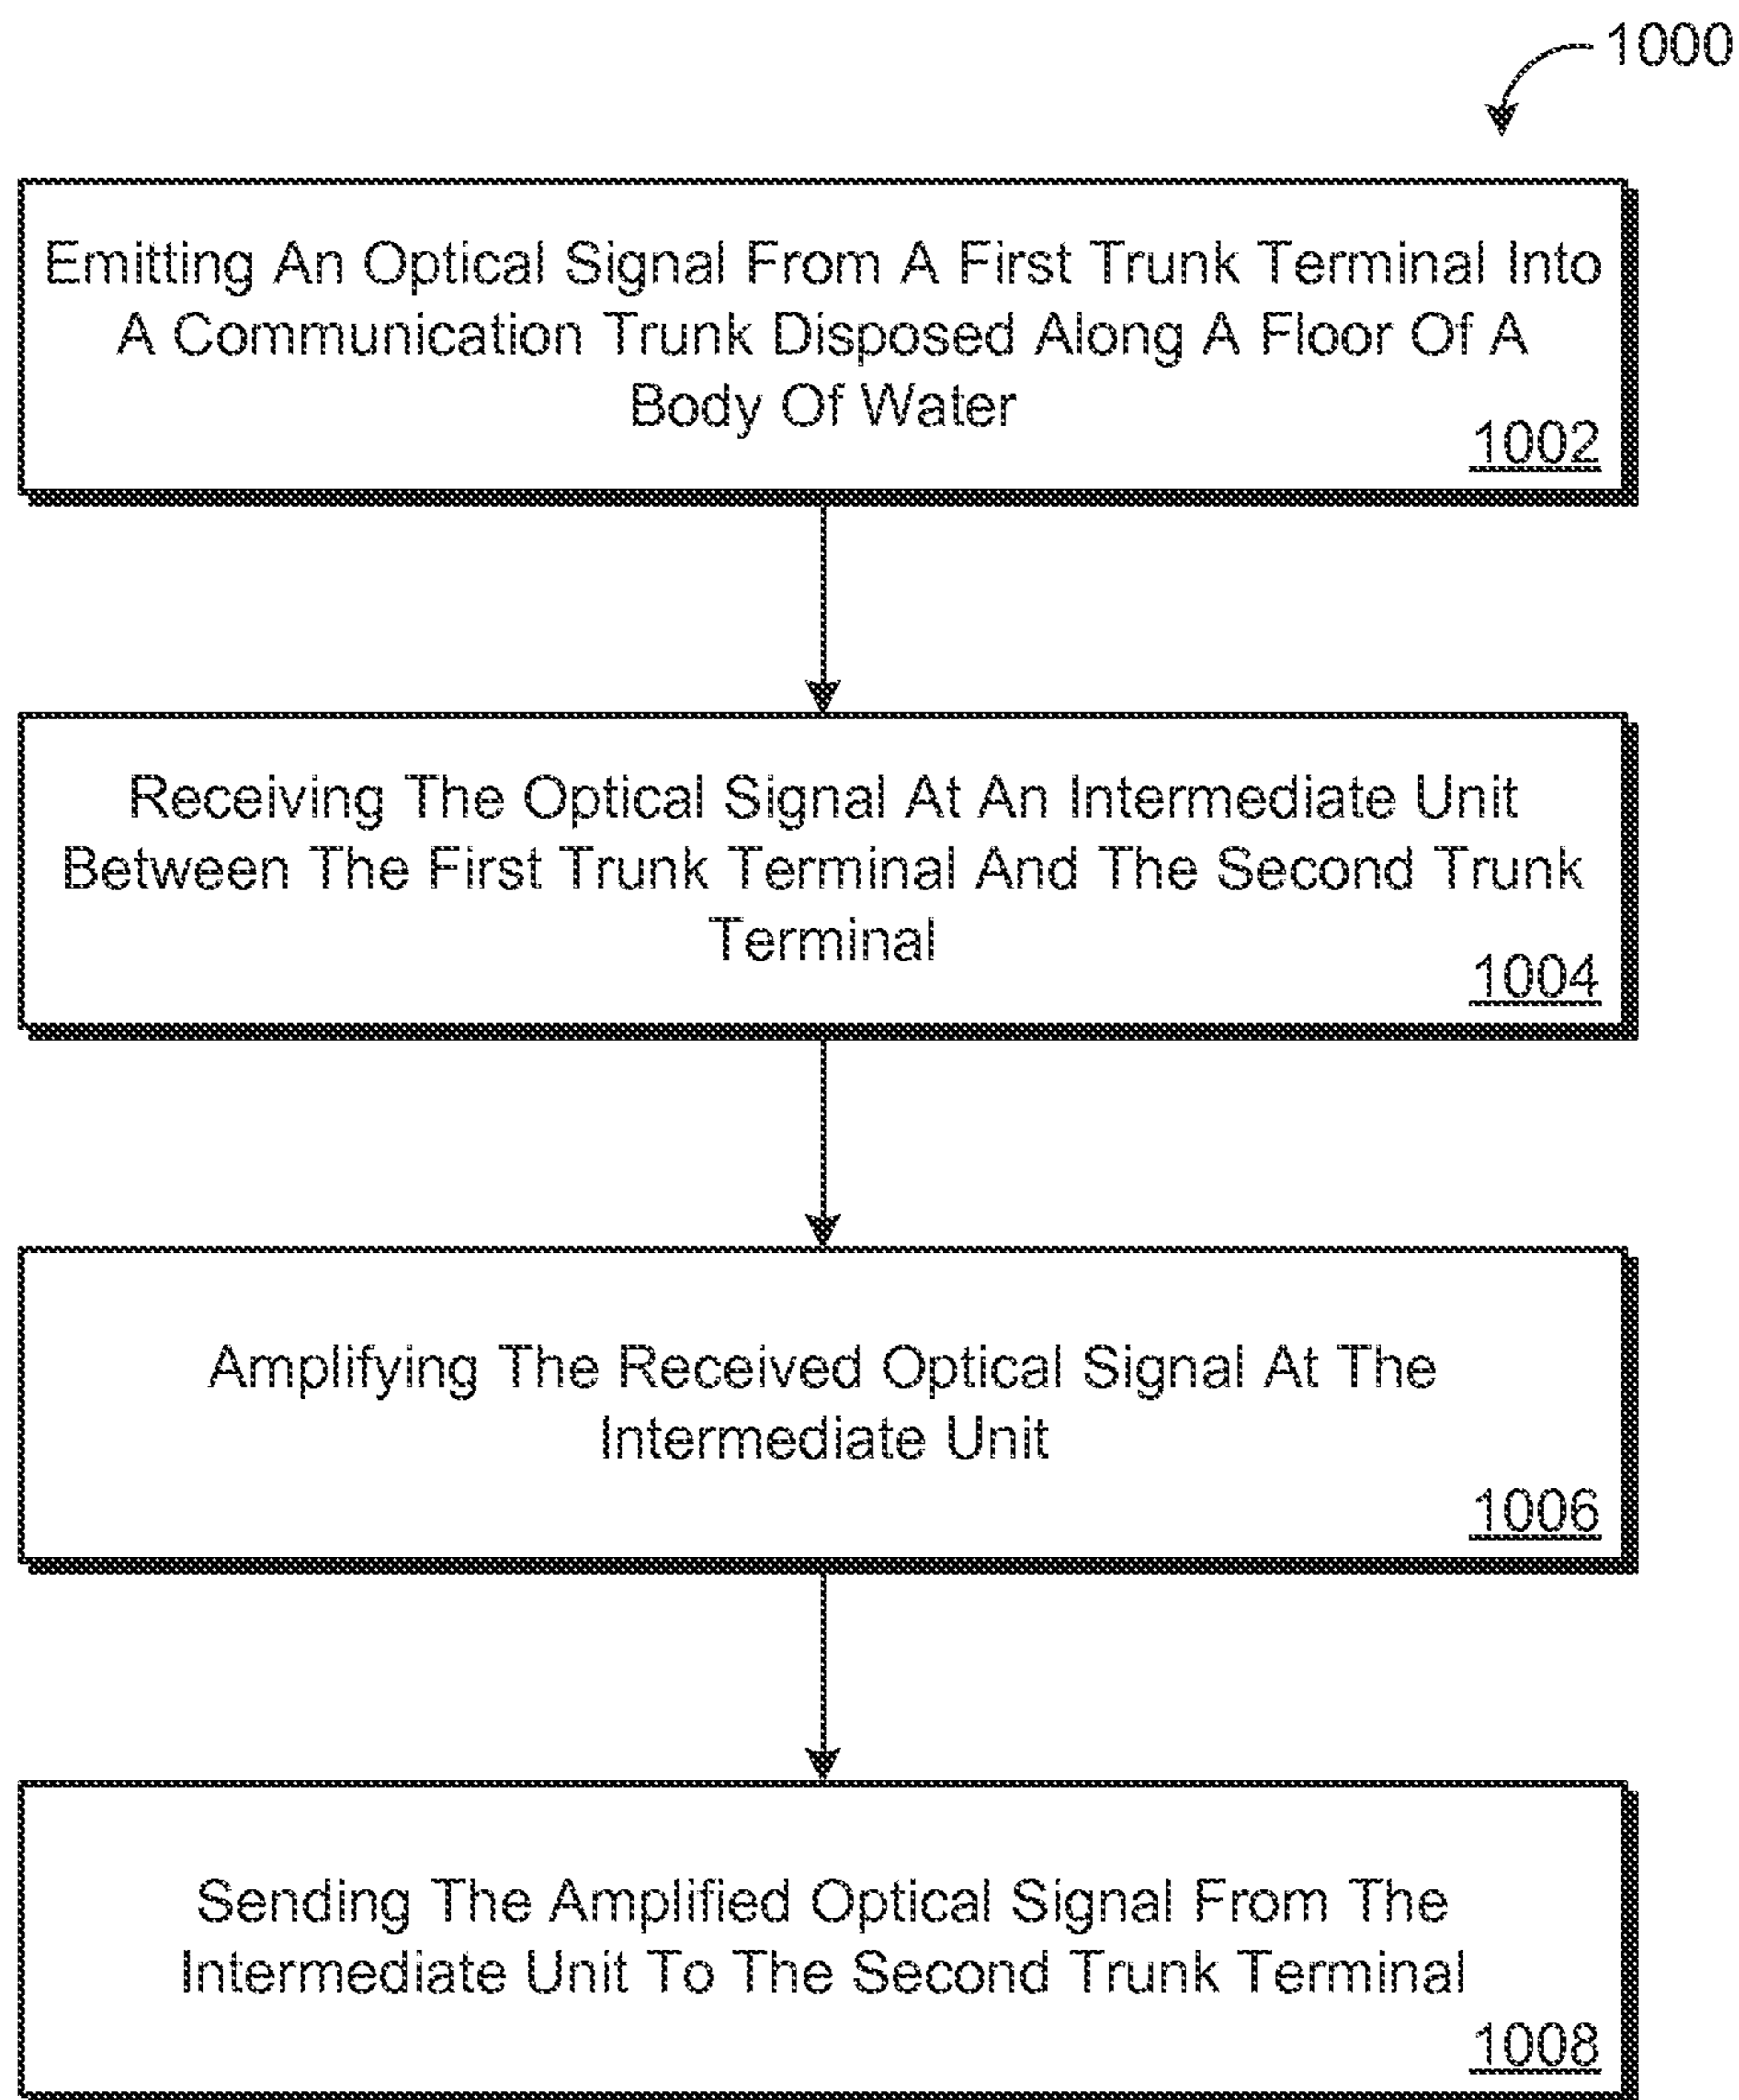 1000
Emitting An Optical Signal From A First Trunk Terminal Into
A Communication Trunk Disposed Along A Floor Of A
Body Of Water
1002
Receiving The Optical Signal At An Intermediate Unit
Between The First Trunk Terminal And The Second Trunk
Terminal
1004
Amplifying The Received Optical Signal At The
Intermediate Unit
1006
Sending The Amplified Optical Signal From The
Intermediate Unit To The Second Trunk Terminal
1008